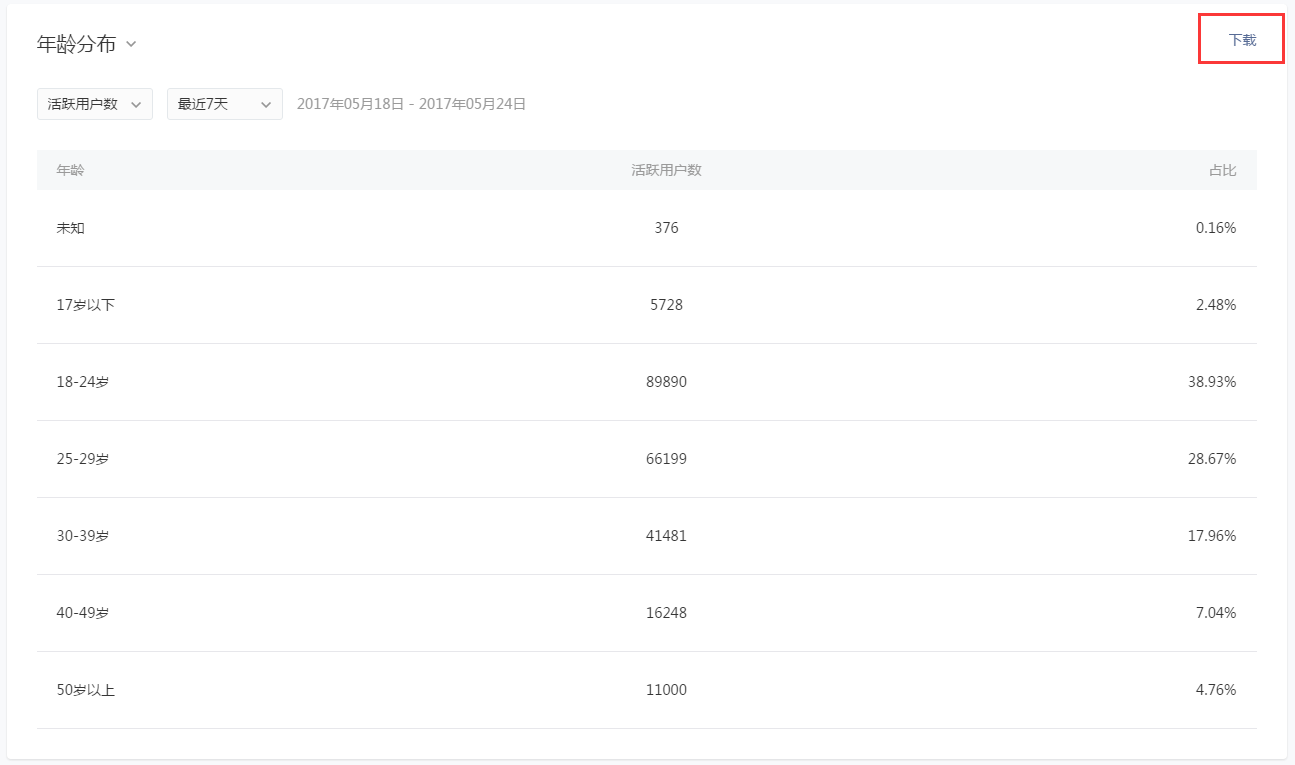 年龄分布
下载
活跃用户数 最近7天 2017年05月18日 - 2017年05月24日
年龄 活跃用户数 占比
未知 376 0.16%
17岁以下 5728 2.48%
18-24岁 89890 38.93%
25-29岁 66199 28.67%
30-39岁 41481 17.96%
40-49岁 16248 7.04%
50岁以上 11000 4.76%